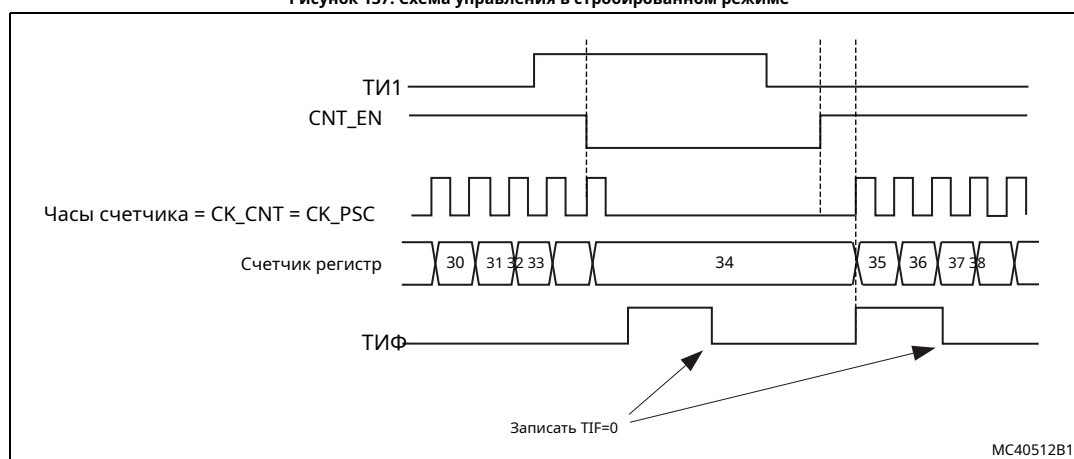 Рисунок 137. Схема управления в стробированном режиме
ТИ1
CNT_EN
Часы счетчика = CK_CNT = CK_PSC
Счетчик регистр
30 31 32 33 34 35 36 37 38
ТИФ
Записать TIF=0
MC40512B1